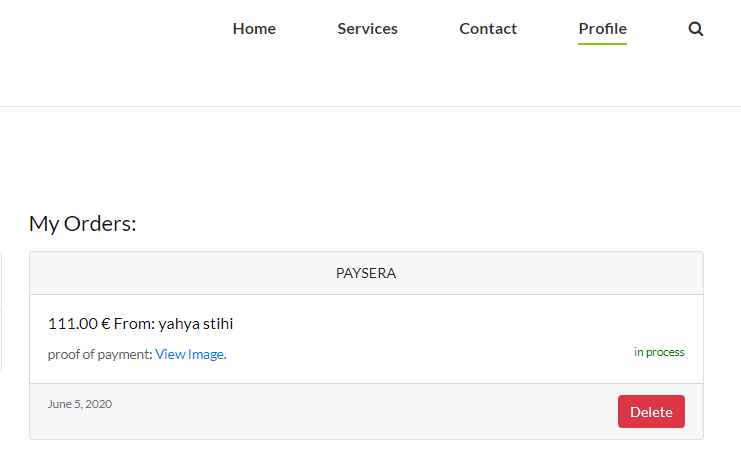 Home Services Contact Profile
My Orders:
PAYSERA
111.00 € From: yahya stihi
proof of payment: View Image.
in process
June 5, 2020
Delete